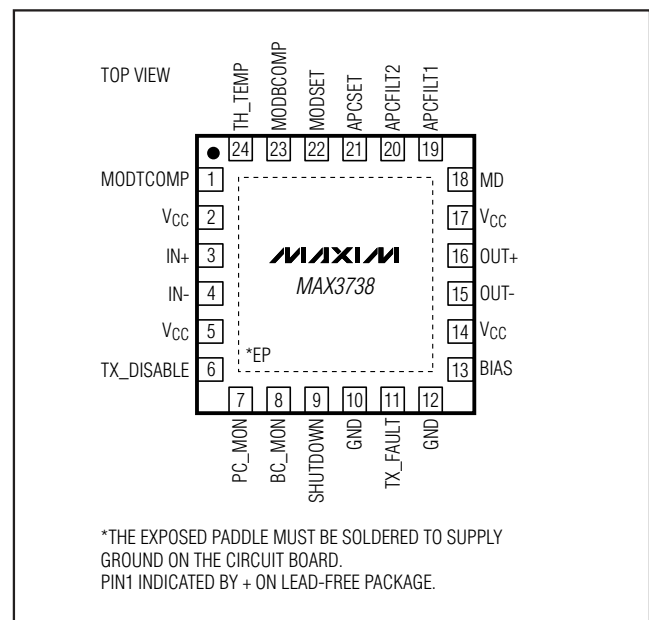 TOP VIEW
TH_TEMP
MODBCOMP
MODSET
APCSET
APCFILT2
APCFILT1
24
23
22
21
20
19
MODTCOMP 1
VCC 2
IN+ 3
IN- 4
VCC 5
TX_DISABLE 6
18 MD
17 VCC
16 OUT+
15 OUT-
14 VCC
13 BIAS
MAXIM
MAX3738
*EP
7
8
9
10
11
12
PC_MON
BC_MON
SHUTDOWN
GND
TX_FAULT
GND
*THE EXPOSED PADDLE MUST BE SOLDERED TO SUPPLY
GROUND ON THE CIRCUIT BOARD.
PIN1 INDICATED BY + ON LEAD-FREE PACKAGE.